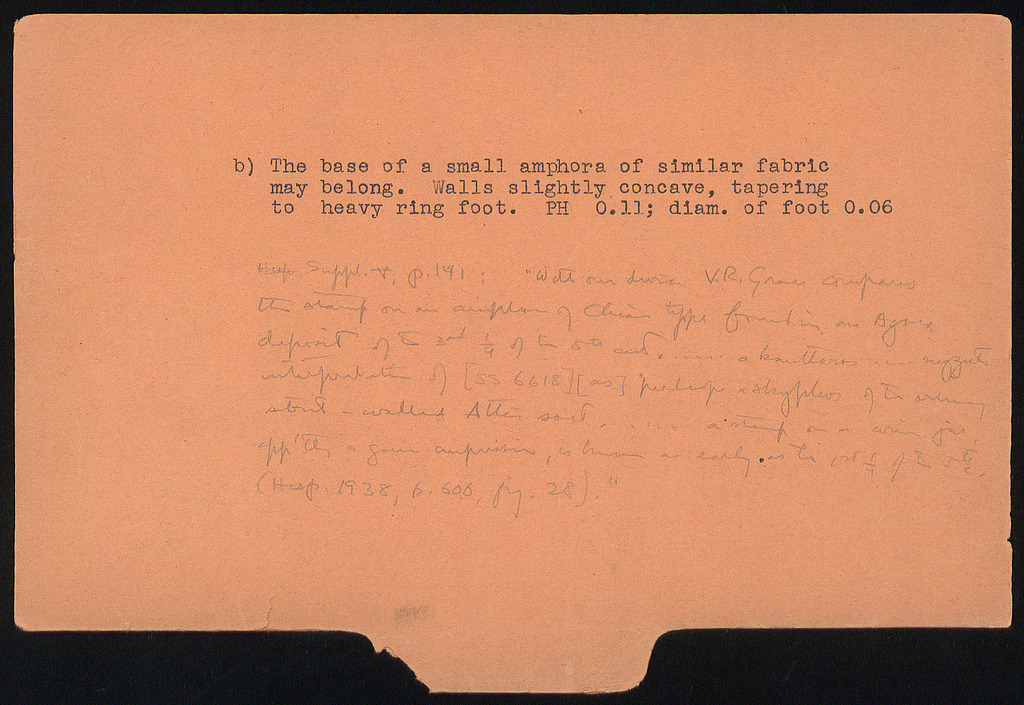 b) The base of a small amphora of similar fabric
may belong. Walls slightly concave, tapering
to heavy ring foot. PH 0.11; diam. of foot 0.06
Hesp. Suppl. V, p. 141 : "With our device V.R. Grace compares
the stamp on an amphora of Chian type found in an Agora
deposit of the 3rd 1/4 of the 5th cent. ..... a kantharos .... suggests
interpretation of [SS 6618] [as] perhaps a skyphos of the ordinary
stout-walled Attic sort. ...... a stamp on a wine jar,
app'tly a game, is known as early as the 1st 1/4 of the 5th c.
(Hesp. 1938, p. 606, fig. 28)."